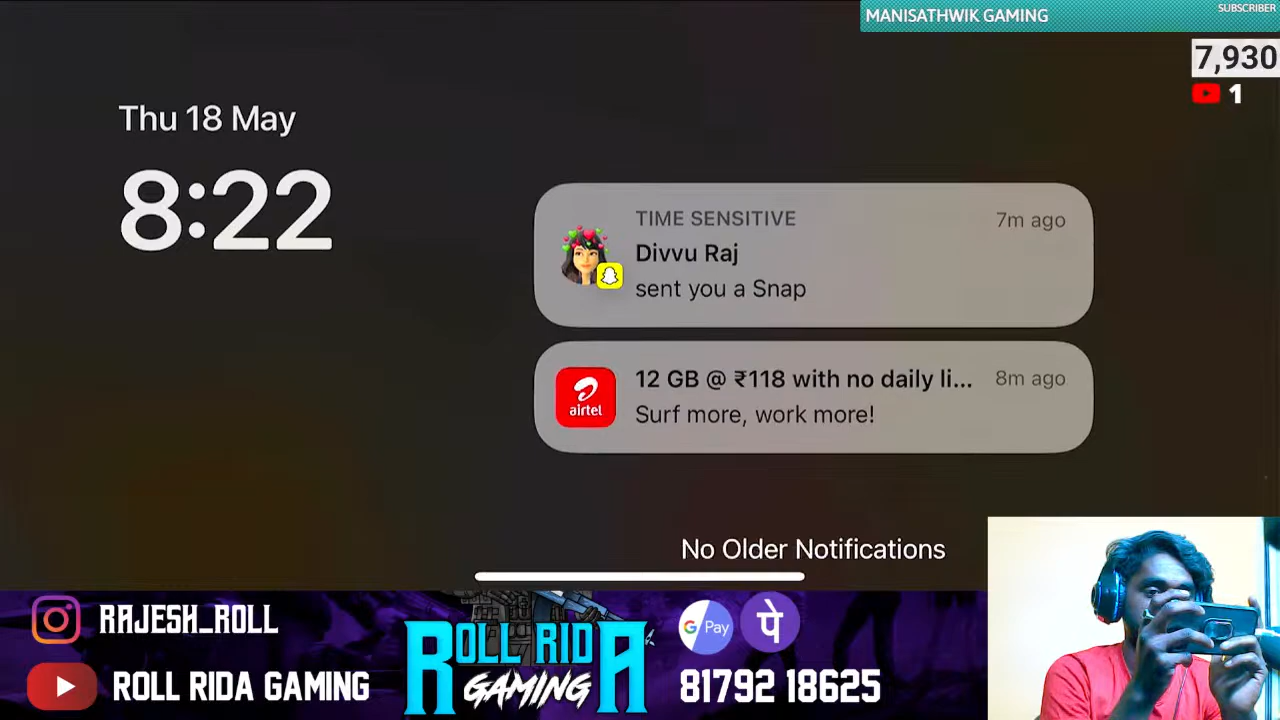 MANISATHWIK GAMING
SUBSCRIBER
7,930
1
Thu 18 May
8:22
TIME SENSITIVE
7m ago
Divvu Raj
sent you a Snap
airtel
12 GB @ ₹118 with no daily li...
8m ago
Surf more, work more!
No Older Notifications
RAJESH_ROLL
ROLL RIDA GAMING
ROLL RIDA
GAMING
G Pay
पे
81792 18625